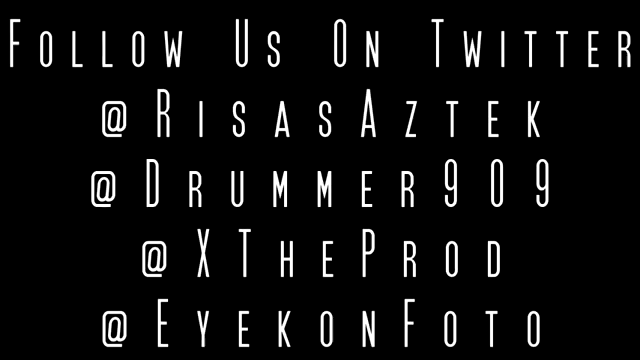 Follow Us On Twitter
@RisasAztek
@Drummer909
@XTheProd
@EyekonFoto